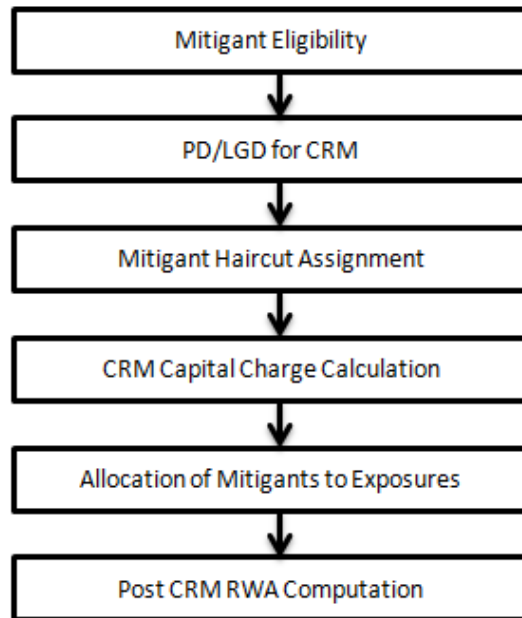 Mitigant Eligibility
PD/LGD for CRM
Mitigant Haircut Assignment
CRM Capital Charge Calculation
Allocation of Mitigants to Exposures
Post CRM RWA Computation